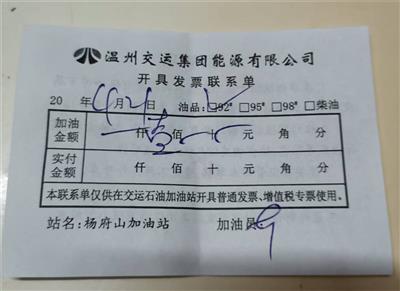 温州交运集团能源有限公司
开具发票联系单
20 年 4月21日 油品:☑92# □95# □98# □柴油
加油金额 仟 壹佰 十 元 角 分
实付金额 仟 佰 十 元 角 分
本联系单仅供在交运石油加油站开具普通发票、增值税专票使用。
站名:杨府山加油站 加油员